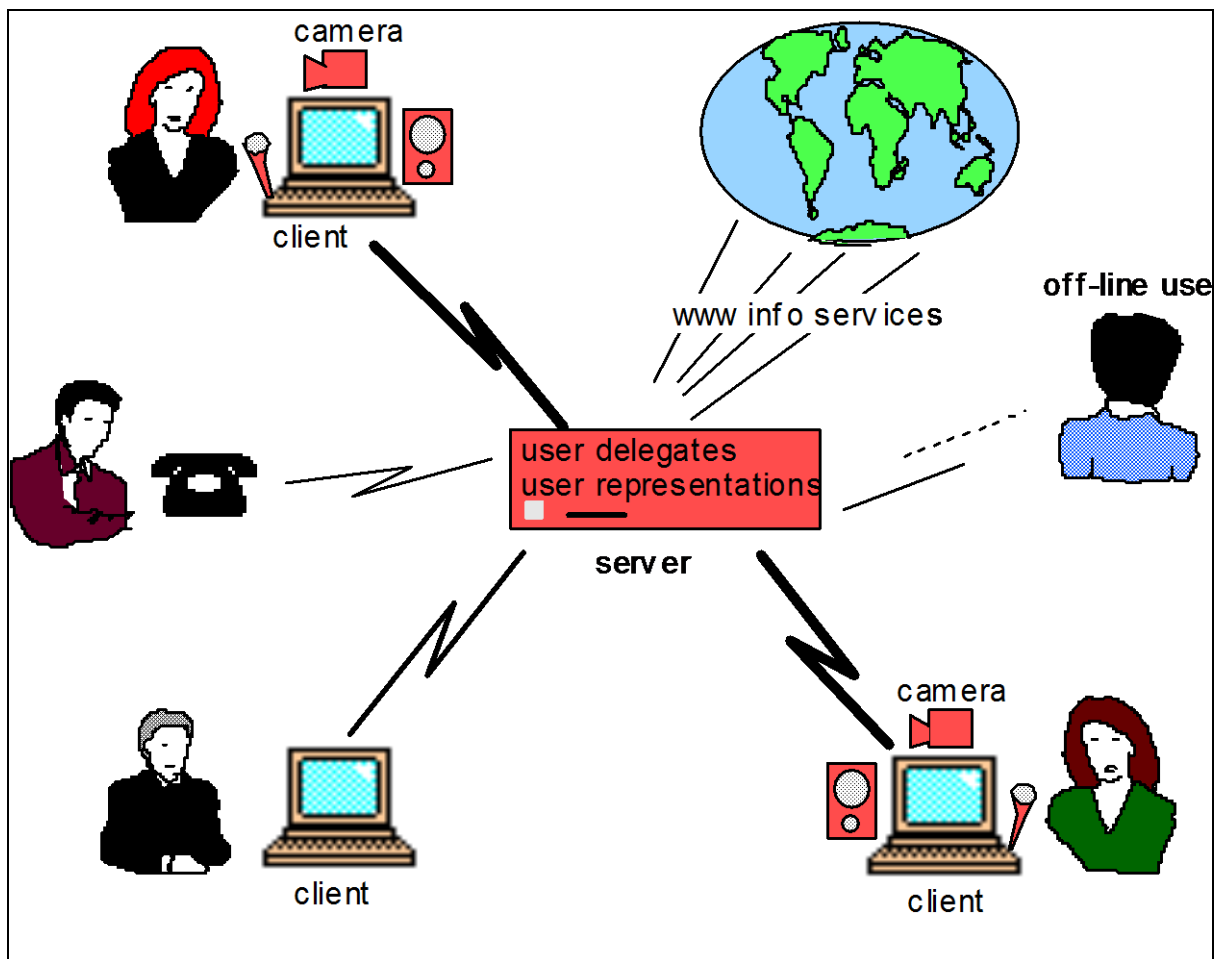 camera
client
www info services
off-line use
user delegates
user representations
server
camera
client
client